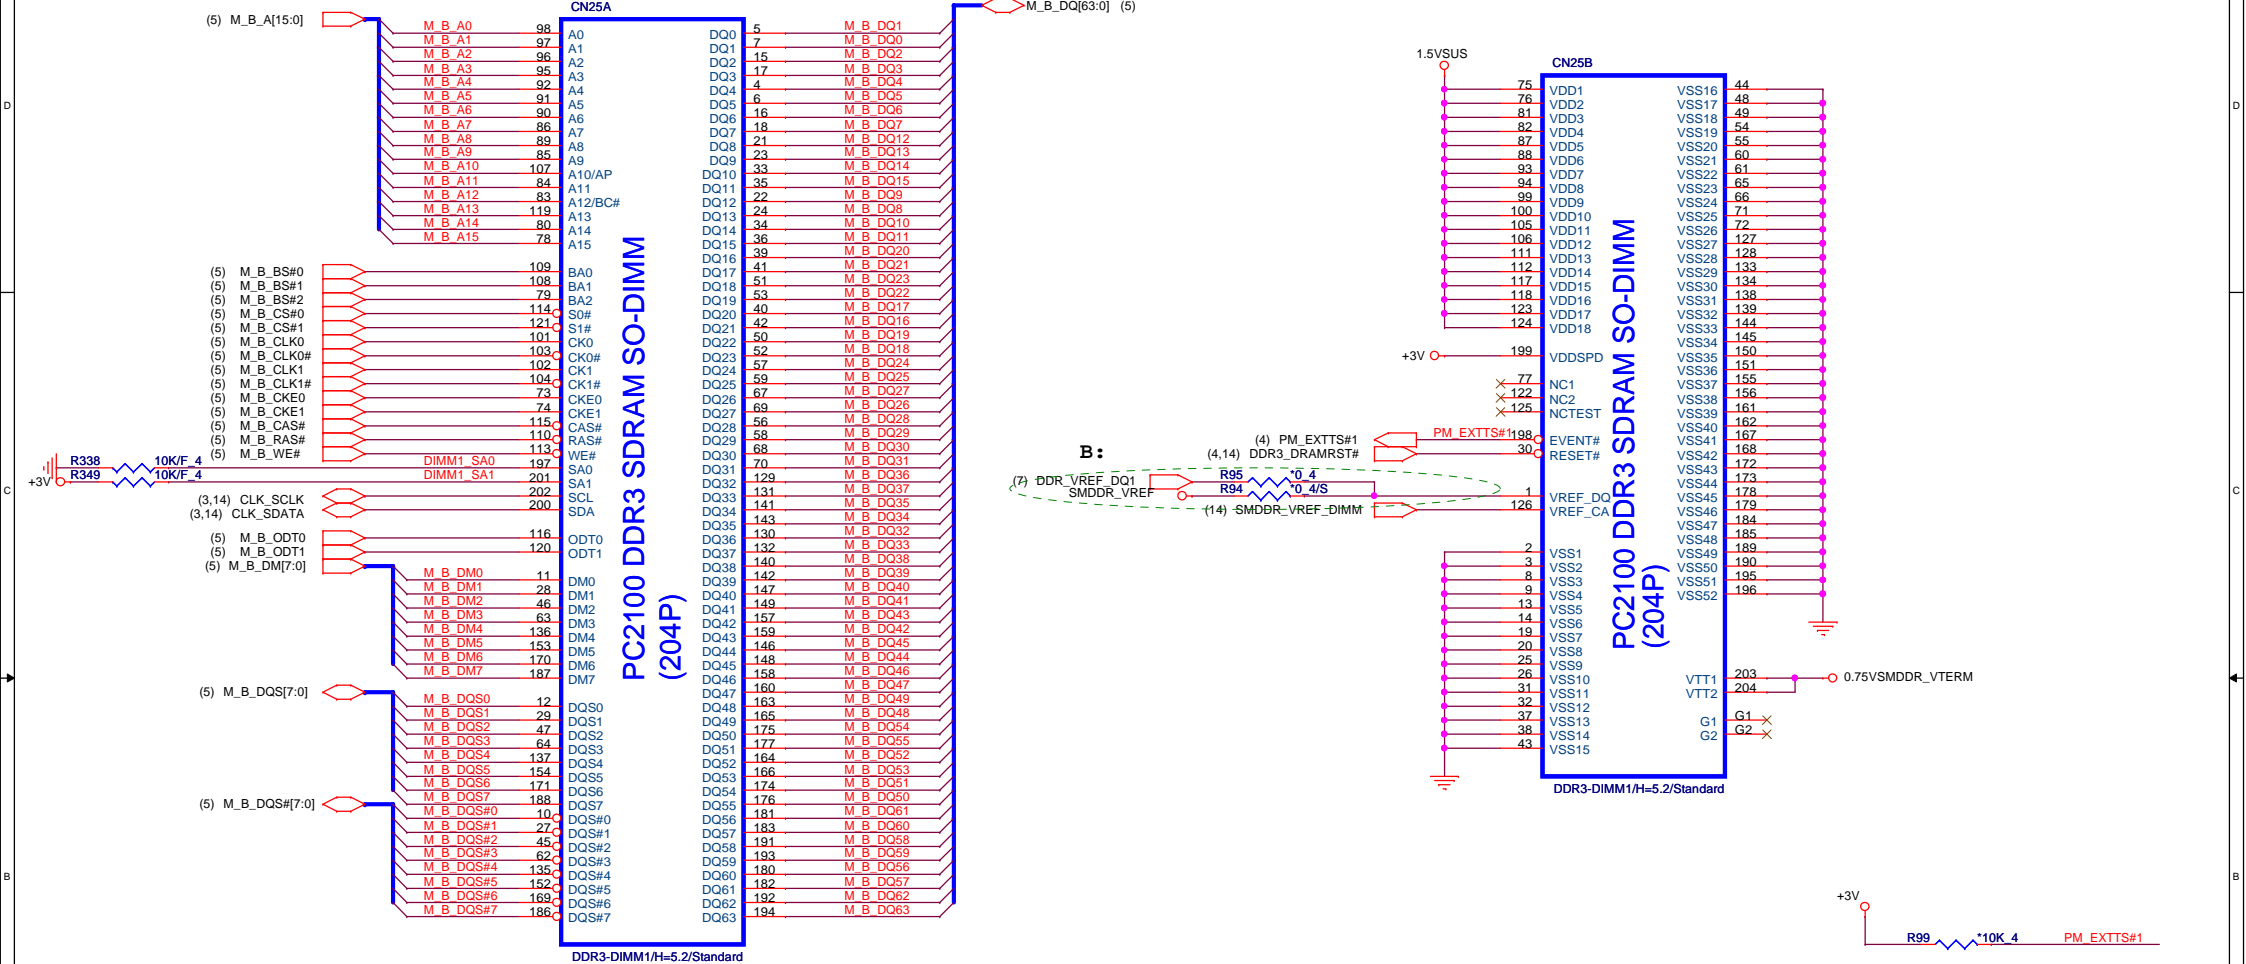 CN25A
(5) M_B_A[15:0]
M_B_DQ[63:0] (5)
M_B_A0 98 A0
M_B_A1 97 A1
M_B_A2 96 A2
M_B_A3 95 A3
M_B_A4 92 A4
M_B_A5 91 A5
M_B_A6 90 A6
M_B_A7 86 A7
M_B_A8 89 A8
M_B_A9 85 A9
M_B_A10 107 A10/AP
M_B_A11 84 A11
M_B_A12 83 A12/BC#
M_B_A13 119 A13
M_B_A14 80 A14
M_B_A15 78 A15
(5) M_B_BS#0 109 BA0
(5) M_B_BS#1 108 BA1
(5) M_B_BS#2 79 BA2
(5) M_B_CS#0 114 S0#
(5) M_B_CS#1 121 S1#
(5) M_B_CLK0 101 CK0
(5) M_B_CLK0# 103 CK0#
(5) M_B_CLK1 102 CK1
(5) M_B_CLK1# 104 CK1#
(5) M_B_CKE0 73 CKE0
(5) M_B_CKE1 74 CKE1
(5) M_B_CAS# 115 CAS#
(5) M_B_RAS# 110 RAS#
(5) M_B_WE# 113 WE#
R338 10K/F_4 DIMM1_SA0 197 SA0
+3V R349 10K/F_4 DIMM1_SA1 201 SA1
(3,14) CLK_SCLK 202 SCL
(3,14) CLK_SDATA 200 SDA
(5) M_B_ODT0 116 ODT0
(5) M_B_ODT1 120 ODT1
(5) M_B_DM[7:0]
M_B_DM0 11 DM0
M_B_DM1 28 DM1
M_B_DM2 46 DM2
M_B_DM3 63 DM3
M_B_DM4 136 DM4
M_B_DM5 153 DM5
M_B_DM6 170 DM6
M_B_DM7 187 DM7
(5) M_B_DQS[7:0]
M_B_DQS0 12 DQS0
M_B_DQS1 29 DQS1
M_B_DQS2 47 DQS2
M_B_DQS3 64 DQS3
M_B_DQS4 137 DQS4
M_B_DQS5 154 DQS5
M_B_DQS6 171 DQS6
M_B_DQS7 188 DQS7
(5) M_B_DQS#[7:0]
M_B_DQS#0 10 DQS#0
M_B_DQS#1 27 DQS#1
M_B_DQS#2 45 DQS#2
M_B_DQS#3 62 DQS#3
M_B_DQS#4 135 DQS#4
M_B_DQS#5 152 DQS#5
M_B_DQS#6 169 DQS#6
M_B_DQS#7 186 DQS#7
PC2100 DDR3 SDRAM SO-DIMM
(204P)
DQ0 5 M_B_DQ1
DQ1 7 M_B_DQ0
DQ2 15 M_B_DQ2
DQ3 17 M_B_DQ3
DQ4 4 M_B_DQ4
DQ5 6 M_B_DQ5
DQ6 16 M_B_DQ6
DQ7 18 M_B_DQ7
DQ8 21 M_B_DQ12
DQ9 23 M_B_DQ13
DQ10 33 M_B_DQ14
DQ11 35 M_B_DQ15
DQ12 22 M_B_DQ9
DQ13 24 M_B_DQ8
DQ14 34 M_B_DQ10
DQ15 36 M_B_DQ11
DQ16 39 M_B_DQ20
DQ17 41 M_B_DQ21
DQ18 51 M_B_DQ23
DQ19 53 M_B_DQ22
DQ20 40 M_B_DQ17
DQ21 42 M_B_DQ16
DQ22 50 M_B_DQ19
DQ23 52 M_B_DQ18
DQ24 57 M_B_DQ24
DQ25 59 M_B_DQ25
DQ26 67 M_B_DQ27
DQ27 69 M_B_DQ26
DQ28 56 M_B_DQ28
DQ29 58 M_B_DQ29
DQ30 68 M_B_DQ30
DQ31 70 M_B_DQ31
DQ32 129 M_B_DQ36
DQ33 131 M_B_DQ37
DQ34 141 M_B_DQ35
DQ35 143 M_B_DQ34
DQ36 130 M_B_DQ32
DQ37 132 M_B_DQ33
DQ38 140 M_B_DQ38
DQ39 142 M_B_DQ39
DQ40 147 M_B_DQ40
DQ41 149 M_B_DQ41
DQ42 157 M_B_DQ43
DQ43 159 M_B_DQ42
DQ44 146 M_B_DQ45
DQ45 148 M_B_DQ44
DQ46 158 M_B_DQ46
DQ47 160 M_B_DQ47
DQ48 163 M_B_DQ49
DQ49 165 M_B_DQ48
DQ50 175 M_B_DQ54
DQ51 177 M_B_DQ55
DQ52 164 M_B_DQ52
DQ53 166 M_B_DQ53
DQ54 174 M_B_DQ51
DQ55 176 M_B_DQ50
DQ56 181 M_B_DQ61
DQ57 183 M_B_DQ60
DQ58 191 M_B_DQ58
DQ59 193 M_B_DQ59
DQ60 180 M_B_DQ56
DQ61 182 M_B_DQ57
DQ62 192 M_B_DQ62
DQ63 194 M_B_DQ63
DDR3-DIMM1/H=5.2/Standard
CN25B
1.5VSUS
75 VDD1
76 VDD2
81 VDD3
82 VDD4
87 VDD5
88 VDD6
93 VDD7
94 VDD8
99 VDD9
100 VDD10
105 VDD11
106 VDD12
111 VDD13
112 VDD14
117 VDD15
118 VDD16
123 VDD17
124 VDD18
+3V 199 VDDSPD
77 NC1
122 NC2
125 NCTEST
(4) PM_EXTTS#1 PM_EXTTS#1 198 EVENT#
(4,14) DDR3_DRAMRST# 30 RESET#
B:
(7) DDR_VREF_DQ1 R95 *0_4
SMDDR_VREF R94 *0_4/S 1 VREF_DQ
(14) SMDDR_VREF_DIMM 126 VREF_CA
2 VSS1
3 VSS2
8 VSS3
9 VSS4
13 VSS5
14 VSS6
19 VSS7
20 VSS8
25 VSS9
26 VSS10
31 VSS11
32 VSS12
37 VSS13
38 VSS14
43 VSS15
PC2100 DDR3 SDRAM SO-DIMM
(204P)
VSS16 44
VSS17 48
VSS18 49
VSS19 54
VSS20 55
VSS21 60
VSS22 61
VSS23 65
VSS24 66
VSS25 71
VSS26 72
VSS27 127
VSS28 128
VSS29 133
VSS30 134
VSS31 138
VSS32 139
VSS33 144
VSS34 145
VSS35 150
VSS36 151
VSS37 155
VSS38 156
VSS39 161
VSS40 162
VSS41 167
VSS42 168
VSS43 172
VSS44 173
VSS45 178
VSS46 179
VSS47 184
VSS48 185
VSS49 189
VSS50 190
VSS51 195
VSS52 196
VTT1 203 0.75VSMDDR_VTERM
VTT2 204
G1 G1
G2 G2
DDR3-DIMM1/H=5.2/Standard
+3V
R99 *10K_4 PM_EXTTS#1
D
C
B
D
C
B